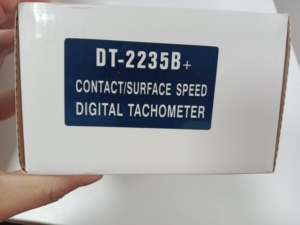 DT-2235B+
CONTACT/SURFACE SPEED
DIGITAL TACHOMETER